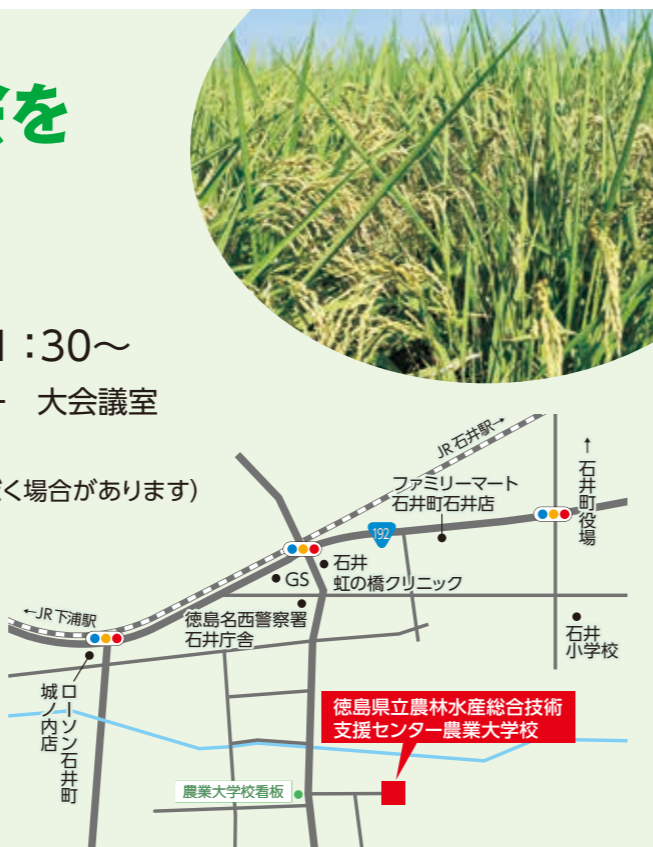 を
:30～
大会議室
く場合があります)
JR 石井駅→
ファミリーマート
石井町石井店
↑石井町役場
192
石井
虹の橋クリニック
GS
←JR下浦駅
徳島名西警察署
石井庁舎
石井
小学校
ローソン石井町
城ノ内店
徳島県立農林水産総合技術
支援センター農業大学校
農業大学校看板